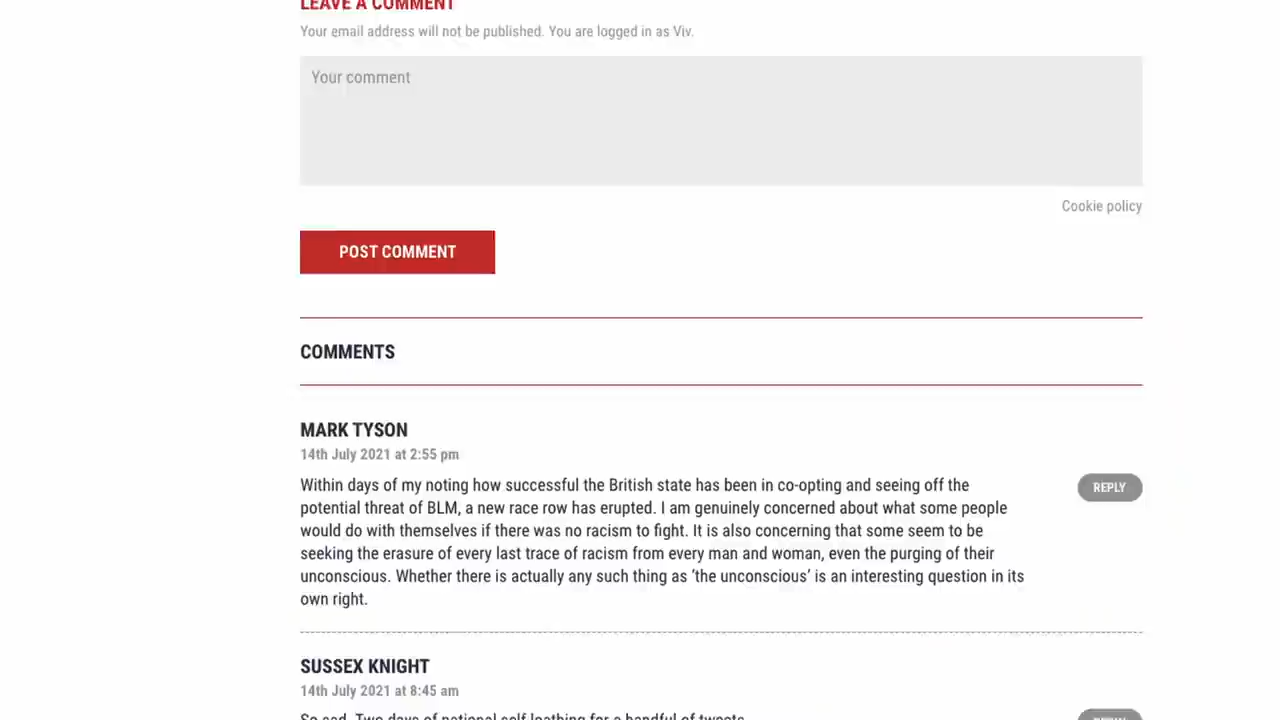 LEAVE A COMMENT
Your email address will not be published. You are logged in as Viv.
Your comment
Cookie policy
POST COMMENT
COMMENTS
MARK TYSON
14th July 2021 at 2:55 pm
Within days of my noting how successful the British state has been in co-opting and seeing off the
REPLY
potential threat of BLM, a new race row has erupted. I am genuinely concerned about what some people
would do with themselves if there was no racism to fight. It is also concerning that some seem to be
seeking the erasure of every last trace of racism from every man and woman, even the purging of their
unconscious. Whether there is actually any such thing as ‘the unconscious’ is an interesting question in its
own right.
SUSSEX KNIGHT
14th July 2021 at 8:45 am
So sad. Two days of national self loathing for a handful of tweets
REPLY